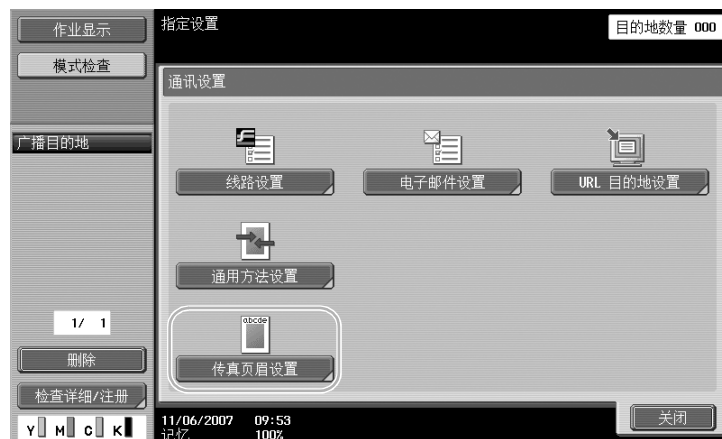 作业显示
模式检查
广播目的地
1/ 1
删除
检查详细/注册
Y M C K
指定设置
目的地数量 000
通讯设置
线路设置
电子邮件设置
URL 目的地设置
通用方法设置
abcde
传真页眉设置
11/06/2007 09:53
记忆 100%
关闭